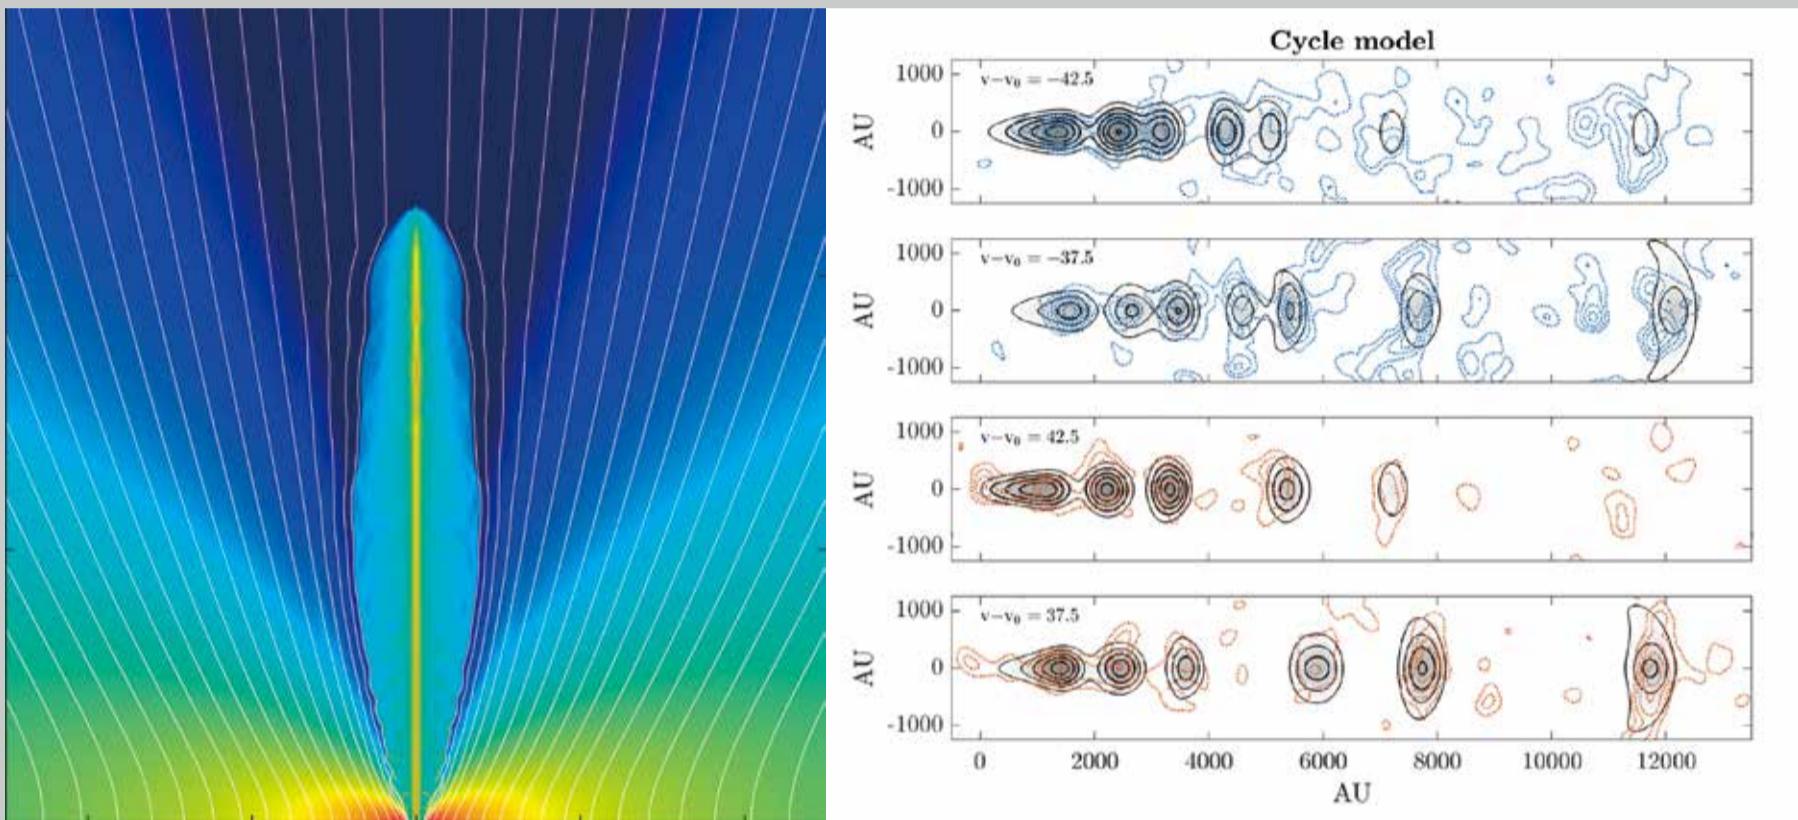 Cycle model
AU
1000
0
-1000
v−v₀ = −42.5
AU
1000
0
-1000
v−v₀ = −37.5
AU
1000
0
-1000
v−v₀ = 42.5
AU
1000
0
-1000
v−v₀ = 37.5
0 2000 4000 6000 8000 10000 12000
AU